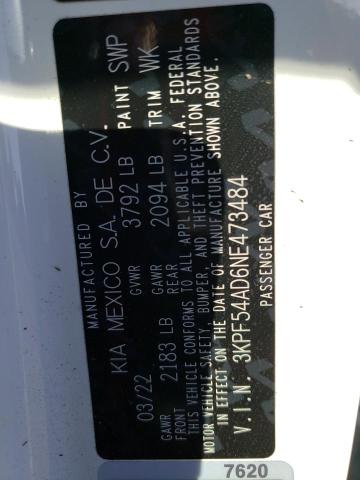 MANUFACTURED BY
KIA MEXICO S.A. DE C.V.
03/22 GVWR 3792 LB PAINT SWP
GAWR FRONT 2183 LB GAWR REAR 2094 LB TRIM WK
THIS VEHICLE CONFORMS TO ALL APPLICABLE U.S.A. FEDERAL
MOTOR VEHICLE SAFETY, BUMPER, AND THEFT PREVENTION STANDARDS
IN EFFECT ON THE DATE OF MANUFACTURE SHOWN ABOVE.
V.I.N: 3KPF54AD6NE473484
PASSENGER CAR
7620